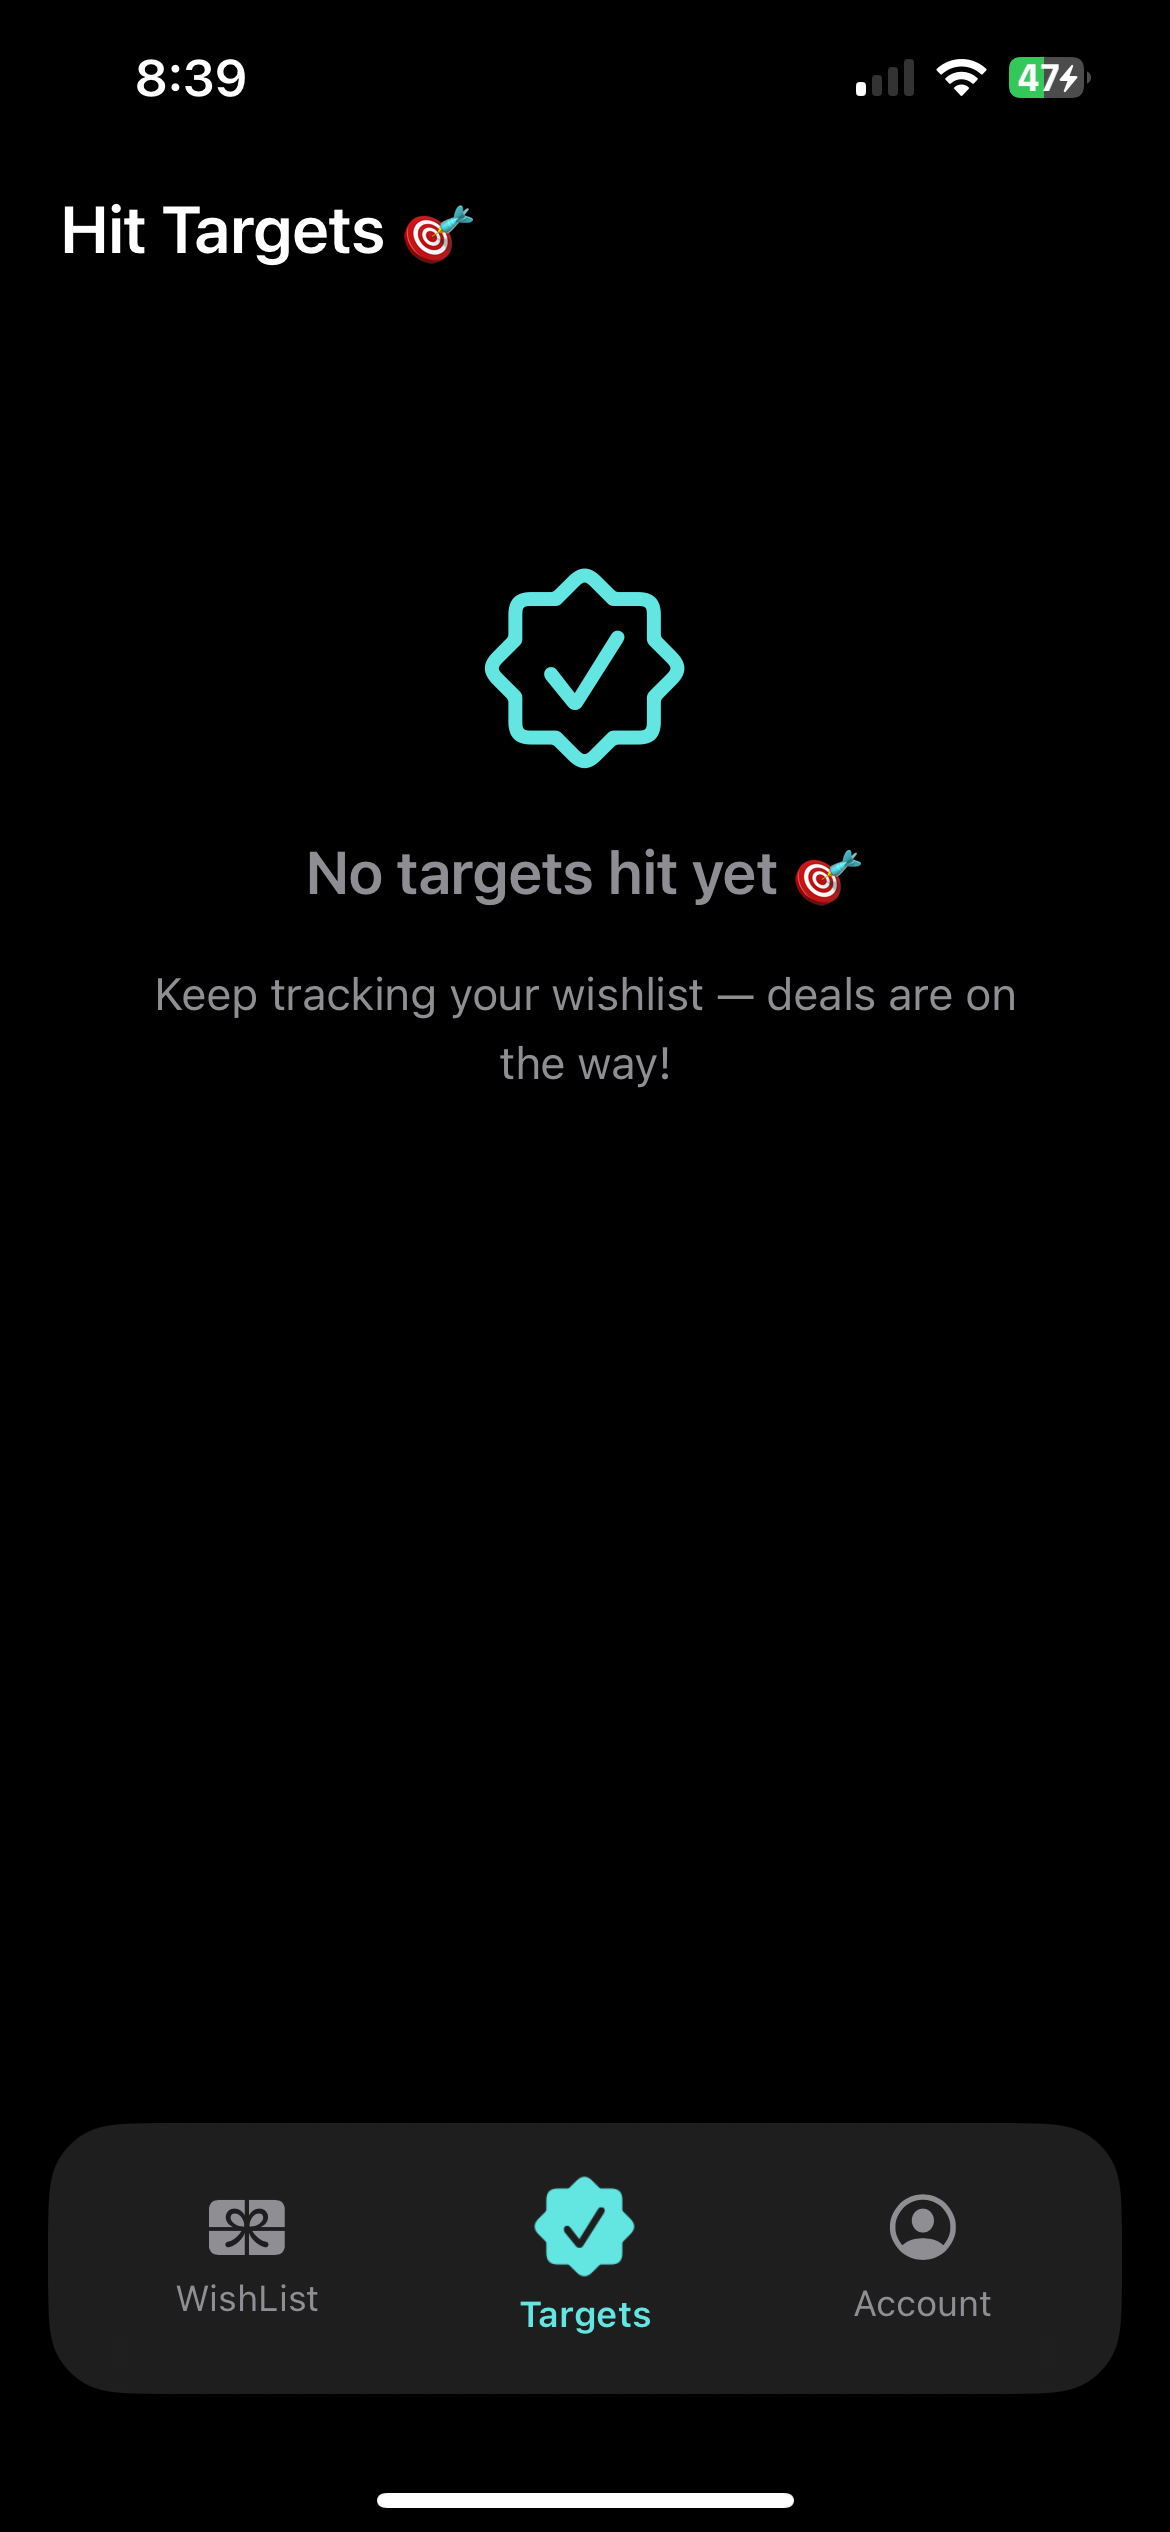 8:39
47
Hit Targets 🎯
No targets hit yet 🎯
Keep tracking your wishlist — deals are on
the way!
WishList
Targets
Account